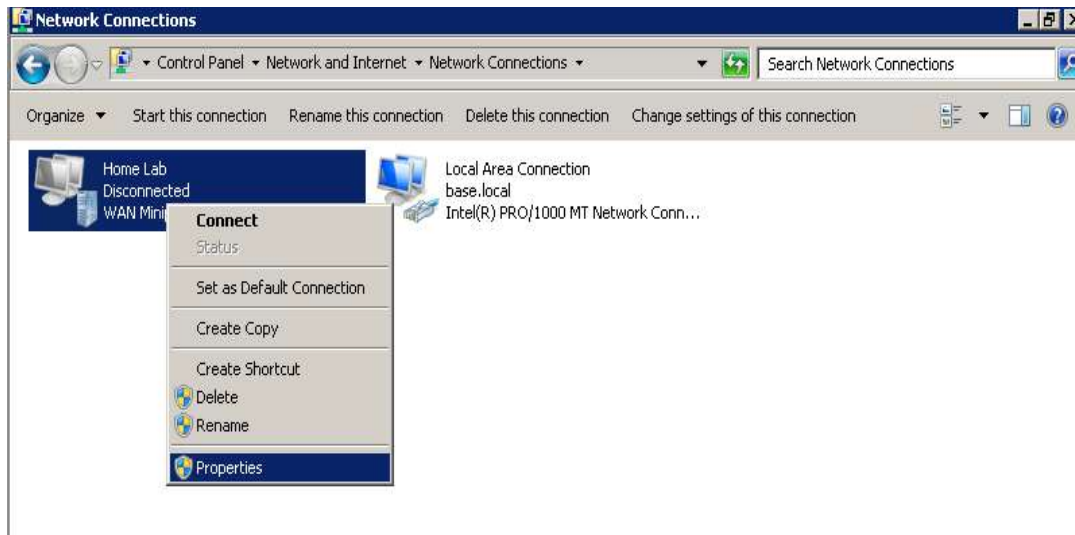 Network Connections
Control Panel Network and Internet Network Connections
Search Network Connections
Organize Start this connection Rename this connection Delete this connection Change settings of this connection
Home Lab
Disconnected
WAN Mini
Local Area Connection
base.local
Intel(R) PRO/1000 MT Network Conn...
Connect
Status
Set as Default Connection
Create Copy
Create Shortcut
Delete
Rename
Properties